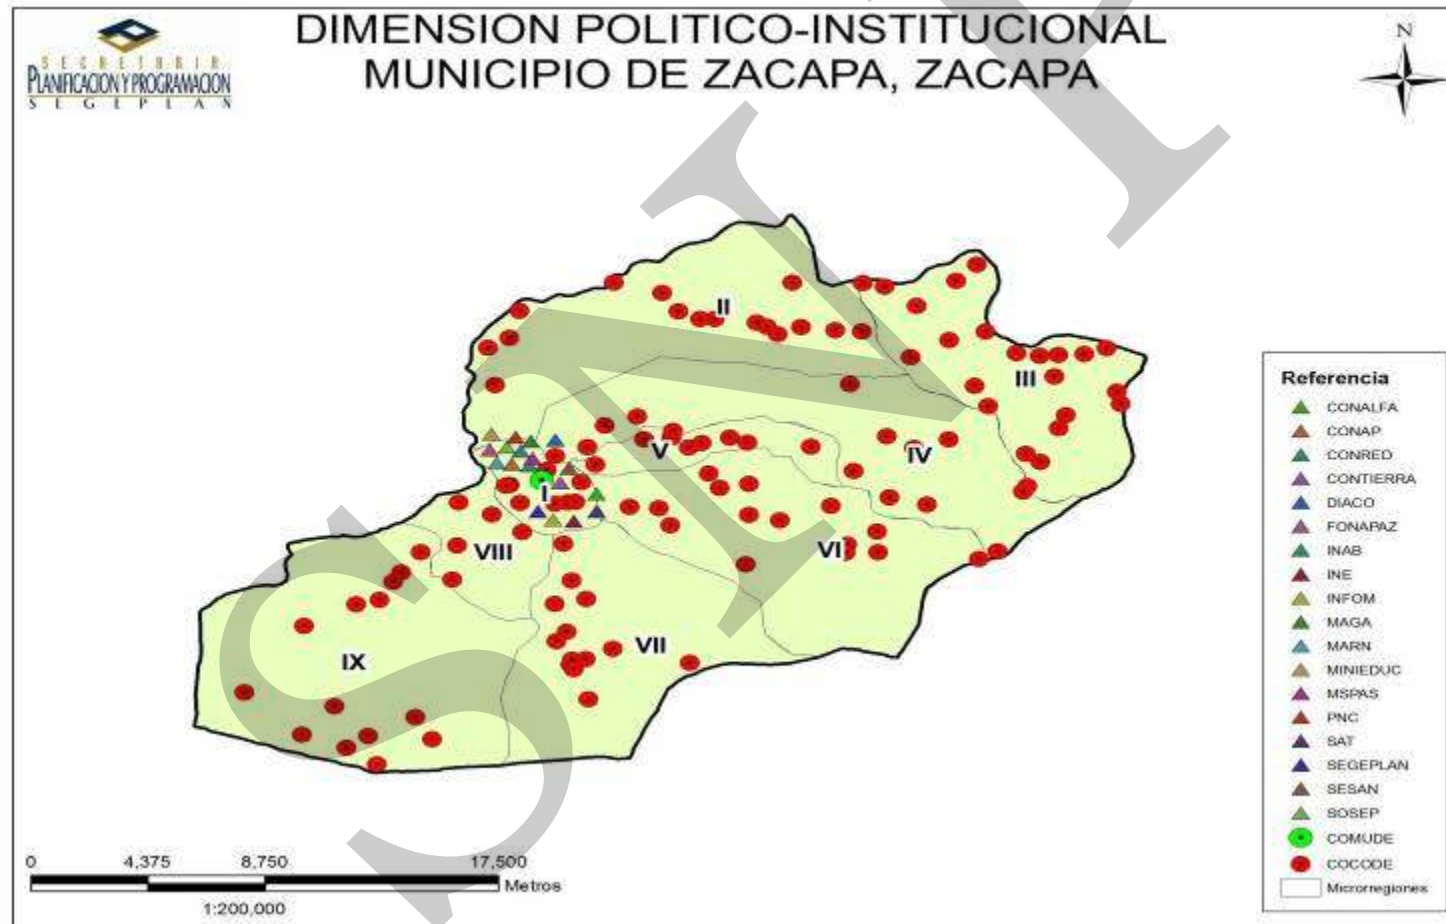 DIMENSION POLITICO-INSTITUCIONAL
MUNICIPIO DE ZACAPA, ZACAPA
SECRETARIA
PLANIFICACION Y PROGRAMACION
SEGEPLAN
N
II
III
V
IV
I
VIII
VI
VII
IX
Referencia
CONALFA
CONAP
CONRED
CONTIERRA
DIACO
FONAPAZ
INAB
INE
INFOM
MAGA
MARN
MINIEDUC
MSPAS
PNC
SAT
SEGEPLAN
SESAN
SOSEP
COMUDE
COCODE
Microrregiones
0 4,375 8,750 17,500
Metros
1:200,000